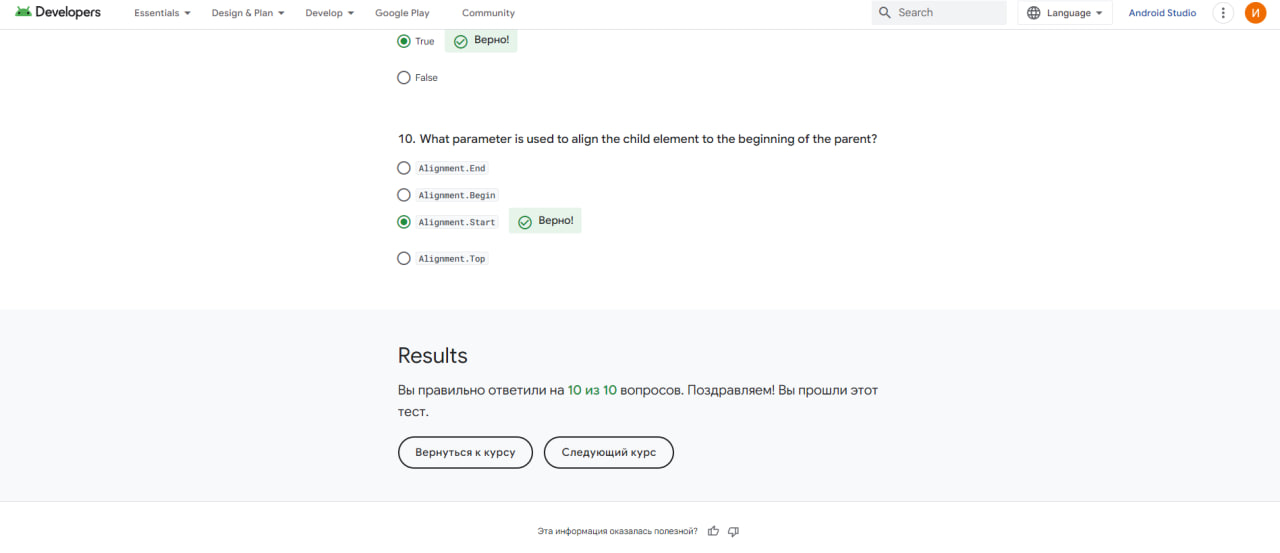 Developers Essentials Design & Plan Develop Google Play Community Search Language Android Studio И
True Верно!
False
10. What parameter is used to align the child element to the beginning of the parent?
Alignment.End
Alignment.Begin
Alignment.Start Верно!
Alignment.Top
Results
Вы правильно ответили на 10 из 10 вопросов. Поздравляем! Вы прошли этот
тест.
Вернуться к курсу Следующий курс
Эта информация оказалась полезной?